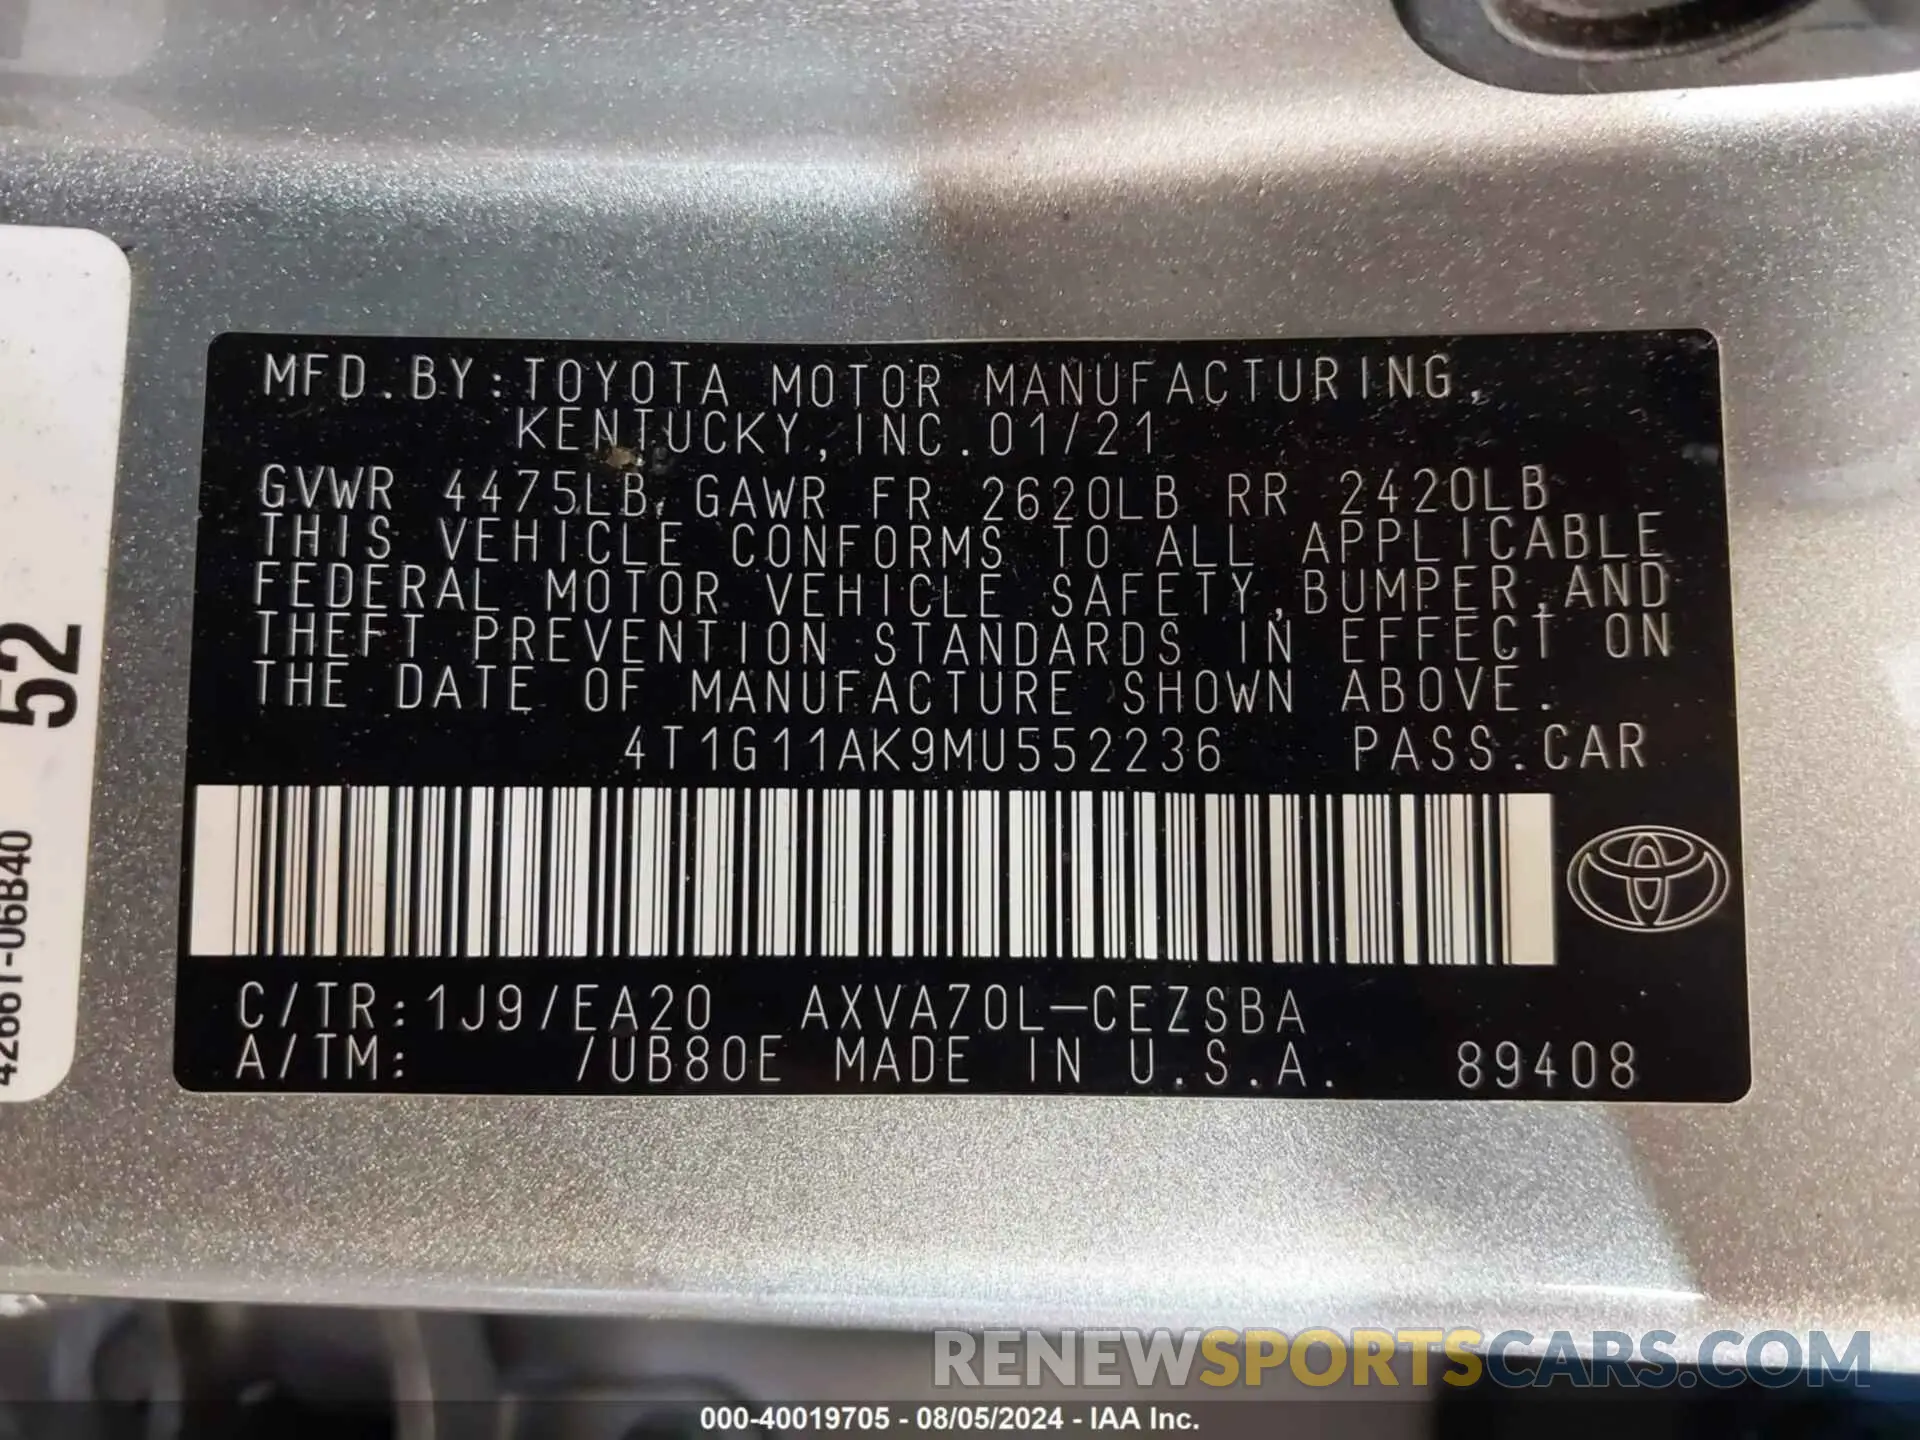 MFD.BY:TOYOTA MOTOR MANUFACTURING,
KENTUCKY,INC.01/21
GVWR 4475LB GAWR FR 2620LB RR 2420LB
THIS VEHICLE CONFORMS TO ALL APPLICABLE
FEDERAL MOTOR VEHICLE SAFETY,BUMPER,AND
THEFT PREVENTION STANDARDS IN EFFECT ON
THE DATE OF MANUFACTURE SHOWN ABOVE.
4T1G11AK9MU552236 PASS.CAR
C/TR:1J9/EA20 AXVA70L-CEZSBA
A/TM: /UB80E MADE IN U.S.A. 89408
52
42661-06B40
RENEWSPORTSCARS.COM
000-40019705 - 08/05/2024 - IAA Inc.